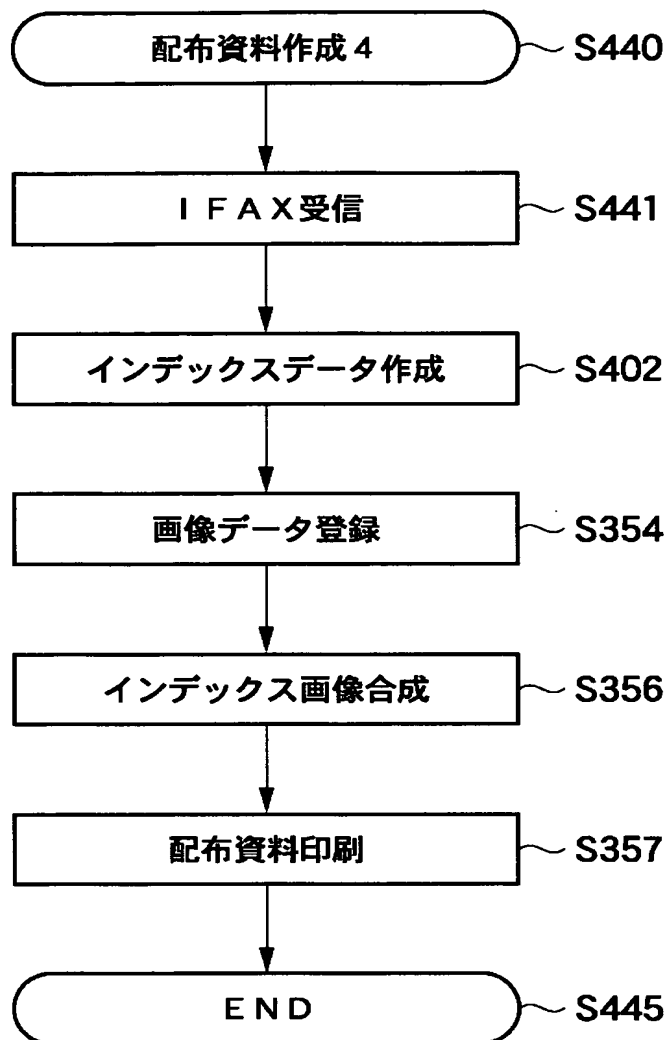 配布資料作成４ S440
ＩＦＡＸ受信 S441
インデックスデータ作成 S402
画像データ登録 S354
インデックス画像合成 S356
配布資料印刷 S357
ＥＮＤ S445